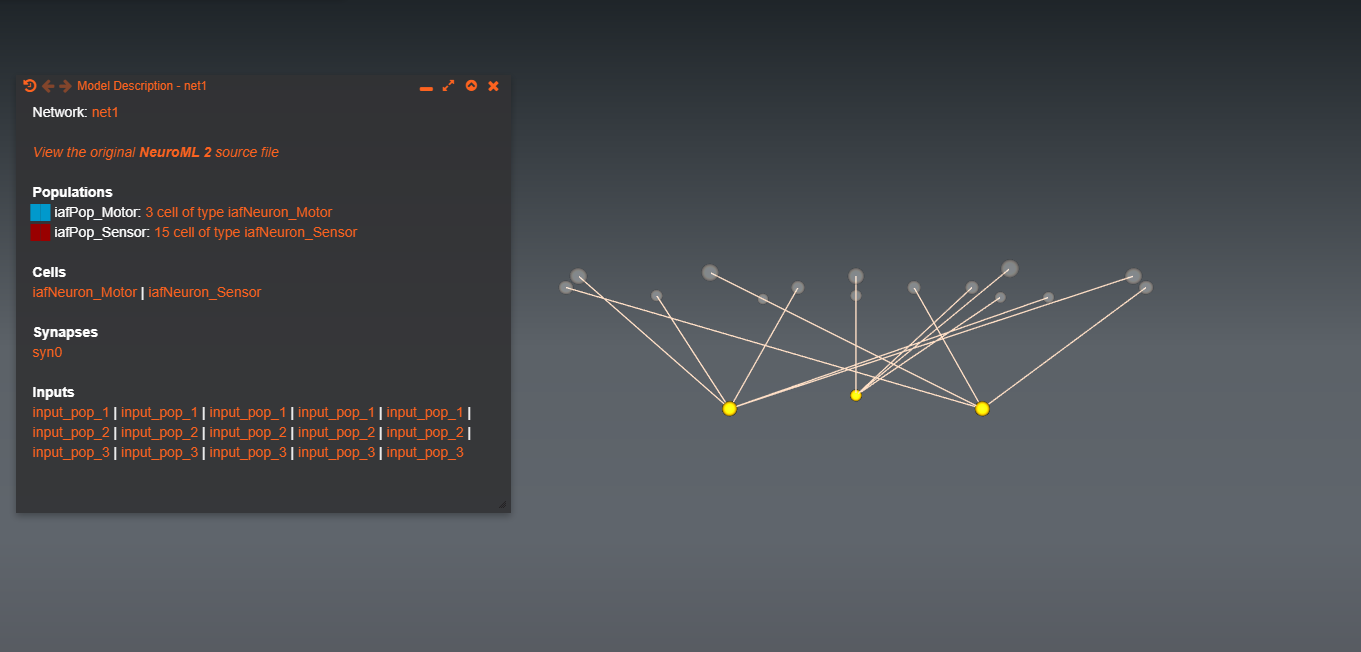 Model Description - net1
Network: net1
View the original NeuroML 2 source file
Populations
iafPop_Motor: 3 cell of type iafNeuron_Motor
iafPop_Sensor: 15 cell of type iafNeuron_Sensor
Cells
iafNeuron_Motor | iafNeuron_Sensor
Synapses
syn0
Inputs
input_pop_1 | input_pop_1 | input_pop_1 | input_pop_1 | input_pop_1 |
input_pop_2 | input_pop_2 | input_pop_2 | input_pop_2 | input_pop_2 |
input_pop_3 | input_pop_3 | input_pop_3 | input_pop_3 | input_pop_3